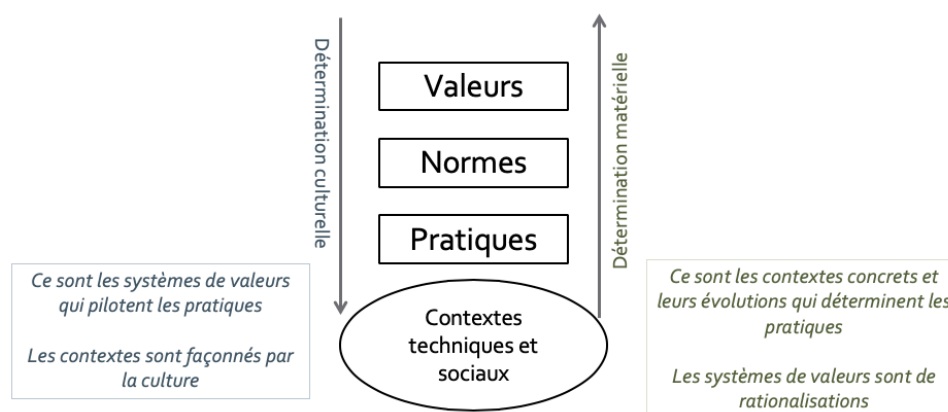 Détermination culturelle
Valeurs
Normes
Pratiques
Contextes
techniques et
sociaux
Détermination matérielle
Ce sont les systèmes de valeurs
qui pilotent les pratiques
Les contextes sont façonnés par
la culture
Ce sont les contextes concrets et
leurs évolutions qui déterminent les
pratiques
Les systèmes de valeurs sont de
rationalisations